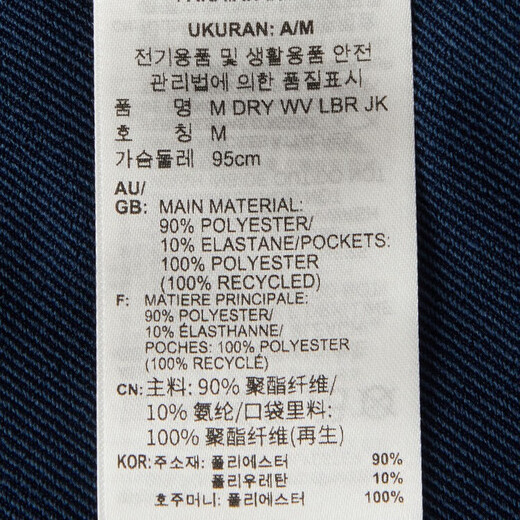 UKURAN: A/M
전기용품 및 생활용품 안전
관리법에 의한 품질표시
품 명 M DRY WV LBR JK
호 칭 M
가슴둘레 95cm
AU/
GB: MAIN MATERIAL:
90% POLYESTER/
10% ELASTANE/POCKETS:
100% POLYESTER
(100% RECYCLED)
F: MATIERE PRINCIPALE:
90% POLYESTER/
10% ÉLASTHANNE/
POCHES: 100% POLYESTER
(100% RECYCLÉ)
CN: 主料: 90% 聚酯纤维/
10% 氨纶/口袋里料:
100% 聚酯纤维(再生)
KOR: 주소재: 폴리에스터 90%
폴리우레탄 10%
호주머니: 폴리에스터 100%